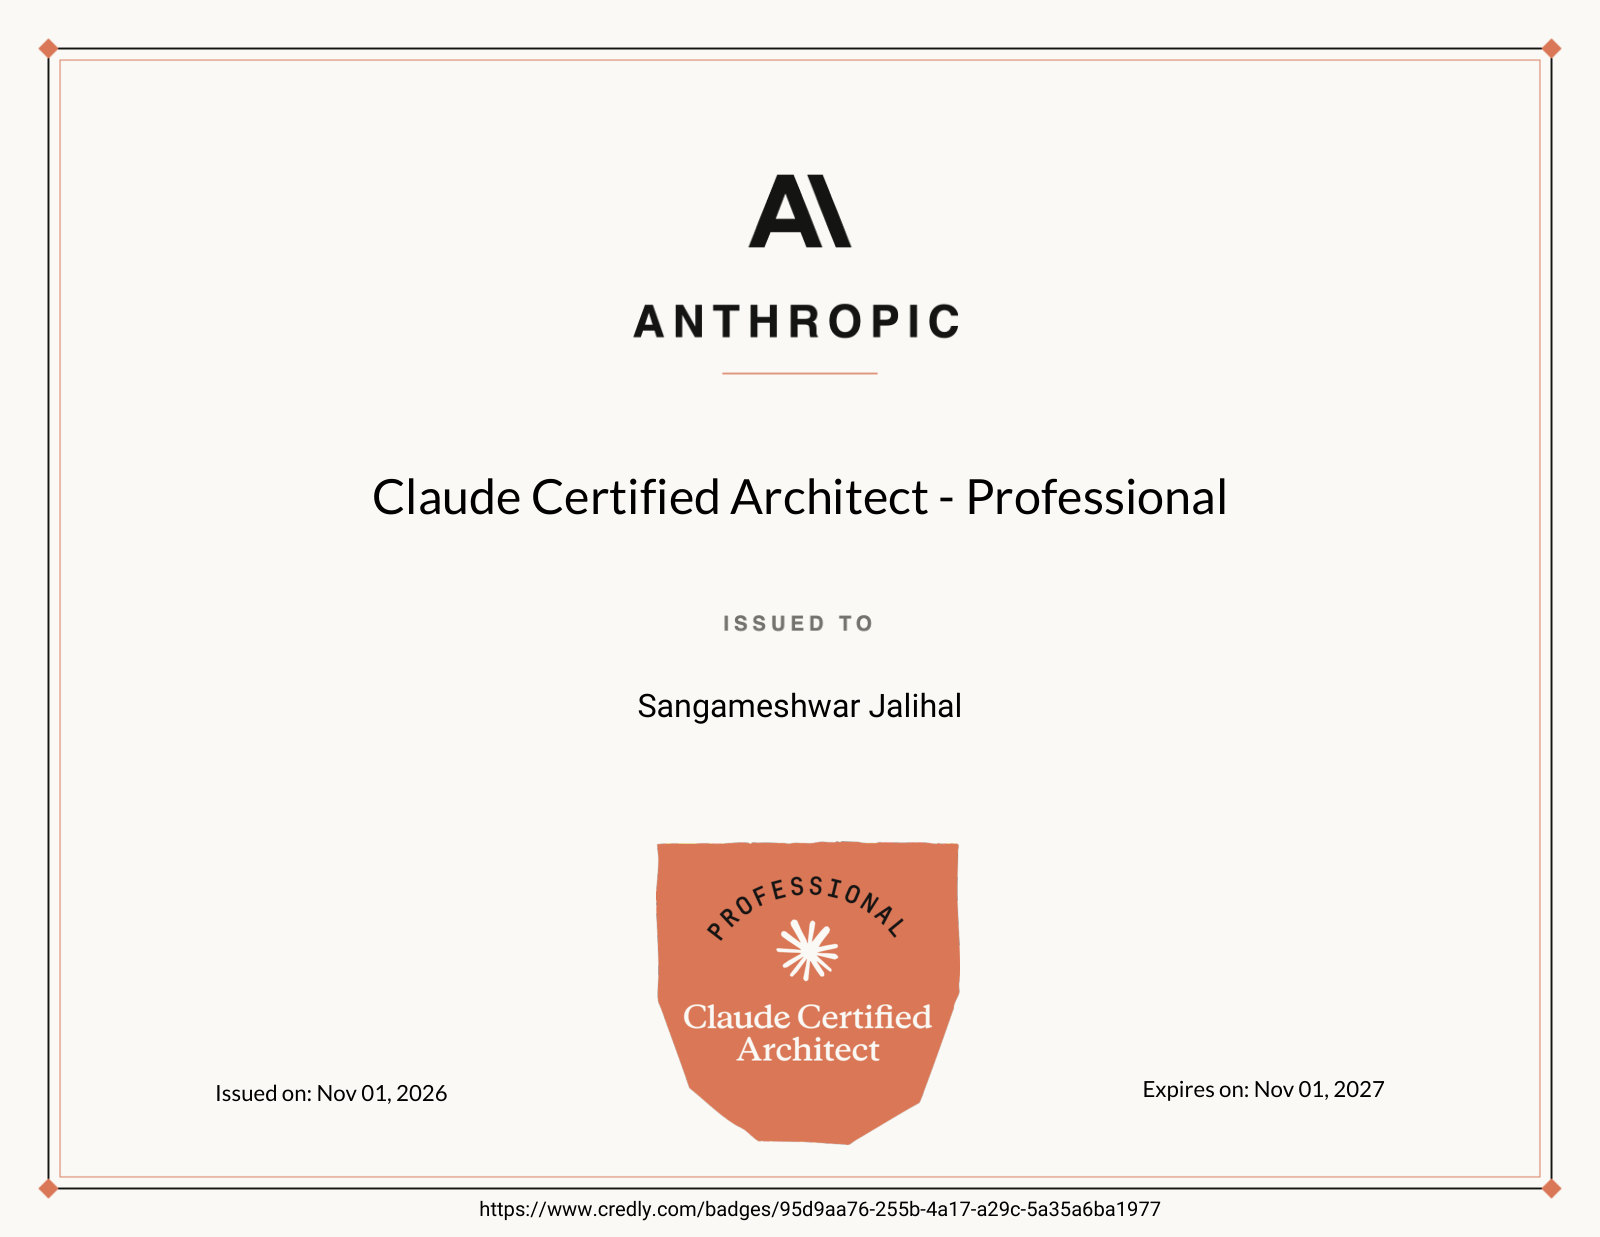 ANTHROPIC
Claude Certified Architect - Professional
ISSUED TO
Sangameshwar Jalihal
PROFESSIONAL
Claude Certified
Architect
Issued on: Nov 01, 2026
Expires on: Nov 01, 2027
https://www.credly.com/badges/95d9aa76-255b-4a17-a29c-5a35a6ba1977